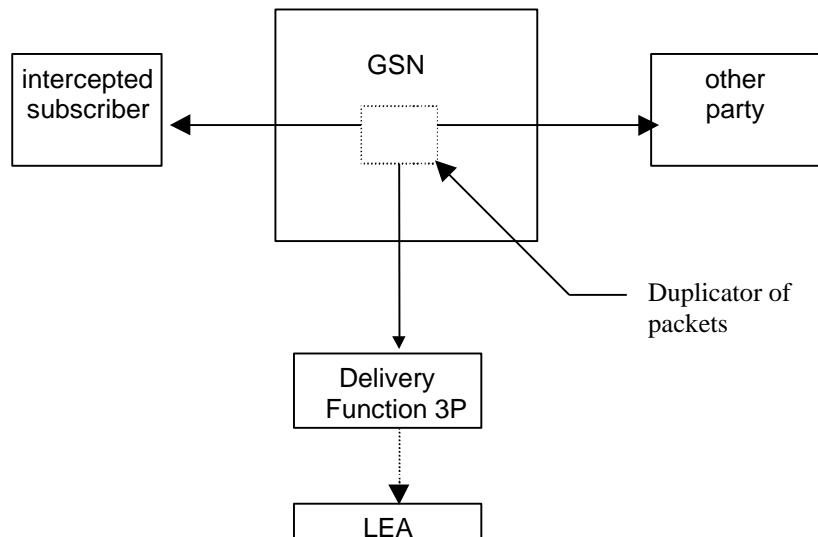 GSN
intercepted
subscriber
other
party
Duplicator of
packets
Delivery
Function 3P
LEA